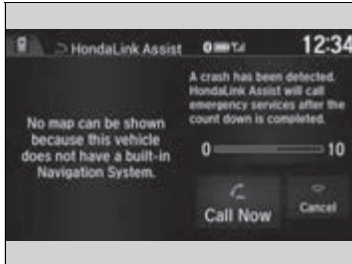 HondaLink Assist
12:34
No map can be shown
because this vehicle
does not have a built-in
Navigation System.
A crash has been detected.
HondaLink Assist will call
emergency services after the
count down is completed.
0 10
Call Now
Cancel